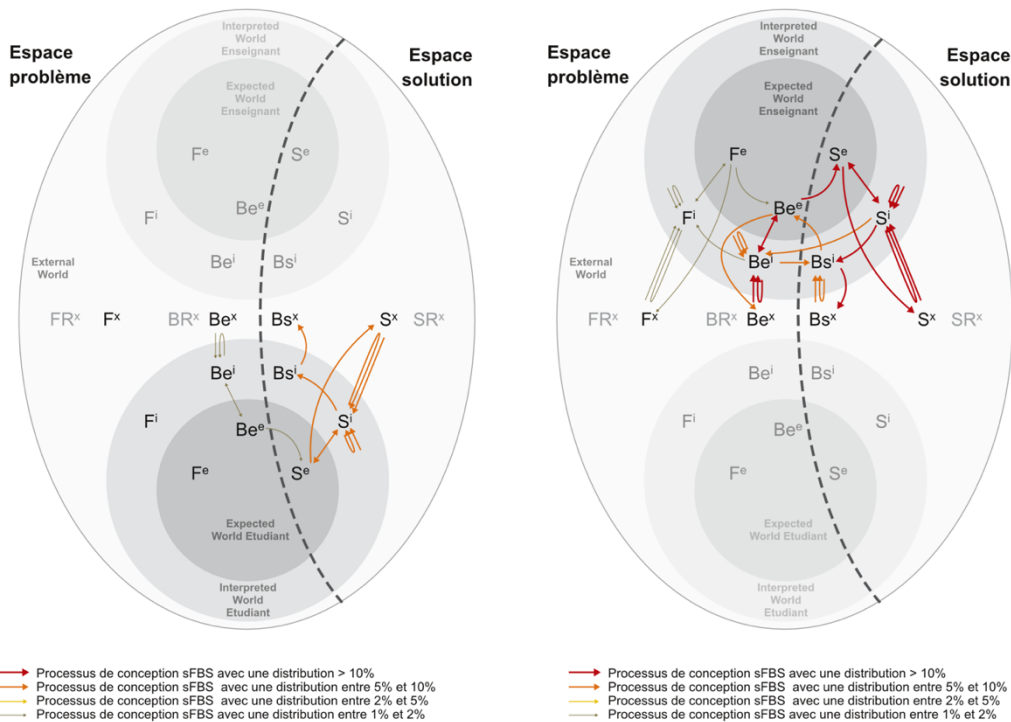 Interpreted
World
Enseignant
Espace
problème
Espace
solution
Expected
World
Enseignant
Fᵉ
Sᵉ
Beᵉ
Fⁱ
Sⁱ
Beⁱ
Bsⁱ
External
World
FRˣ
Fˣ
BRˣ
Beˣ
Bsˣ
Sˣ
SRˣ
Beⁱ
Bsⁱ
Fⁱ
Sⁱ
Beᵉ
Fᵉ
Sᵉ
Expected
World Etudiant
Interpreted
World
Etudiant
Processus de conception sFBS avec une distribution > 10%
Processus de conception sFBS avec une distribution entre 5% et 10%
Processus de conception sFBS avec une distribution entre 2% et 5%
Processus de conception sFBS avec une distribution entre 1% et 2%
Interpreted
World
Enseignant
Espace
problème
Espace
solution
Expected
World
Enseignant
Fᵉ
Sᵉ
Beᵉ
Fⁱ
Sⁱ
Beⁱ
Bsⁱ
External
World
FRˣ
Fˣ
BRˣ
Beˣ
Bsˣ
Sˣ
SRˣ
Beⁱ
Bsⁱ
Fⁱ
Sⁱ
Beᵉ
Fᵉ
Sᵉ
Expected
World Etudiant
Interpreted
World
Etudiant
Processus de conception sFBS avec une distribution > 10%
Processus de conception sFBS avec une distribution entre 5% et 10%
Processus de conception sFBS avec une distribution entre 2% et 5%
Processus de conception sFBS avec une distribution entre 1% et 2%